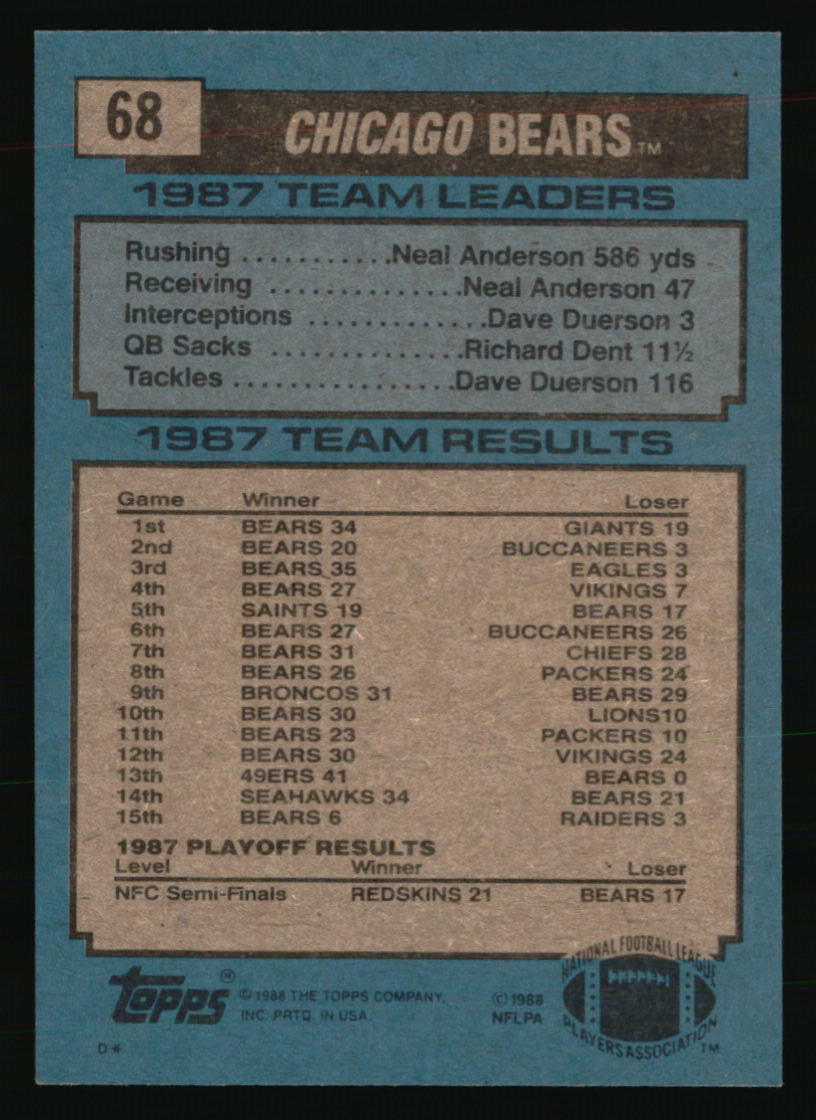 68
CHICAGO BEARS™
1987 TEAM LEADERS
Rushing ...........Neal Anderson 586 yds
Receiving ..............Neal Anderson 47
Interceptions .............Dave Duerson 3
QB Sacks ..............Richard Dent 11½
Tackles ................Dave Duerson 116
1987 TEAM RESULTS
Game Winner Loser
1st BEARS 34 GIANTS 19
2nd BEARS 20 BUCCANEERS 3
3rd BEARS 35 EAGLES 3
4th BEARS 27 VIKINGS 7
5th SAINTS 19 BEARS 17
6th BEARS 27 BUCCANEERS 26
7th BEARS 31 CHIEFS 28
8th BEARS 26 PACKERS 24
9th BRONCOS 31 BEARS 29
10th BEARS 30 LIONS10
11th BEARS 23 PACKERS 10
12th BEARS 30 VIKINGS 24
13th 49ERS 41 BEARS 0
14th SEAHAWKS 34 BEARS 21
15th BEARS 6 RAIDERS 3
1987 PLAYOFF RESULTS
Level Winner Loser
NFC Semi-Finals REDSKINS 21 BEARS 17
topps®
© 1988 THE TOPPS COMPANY,
INC. PRTD. IN USA.
© 1988
NFLPA
NATIONAL FOOTBALL LEAGUE
PLAYERS ASSOCIATION
™
D*